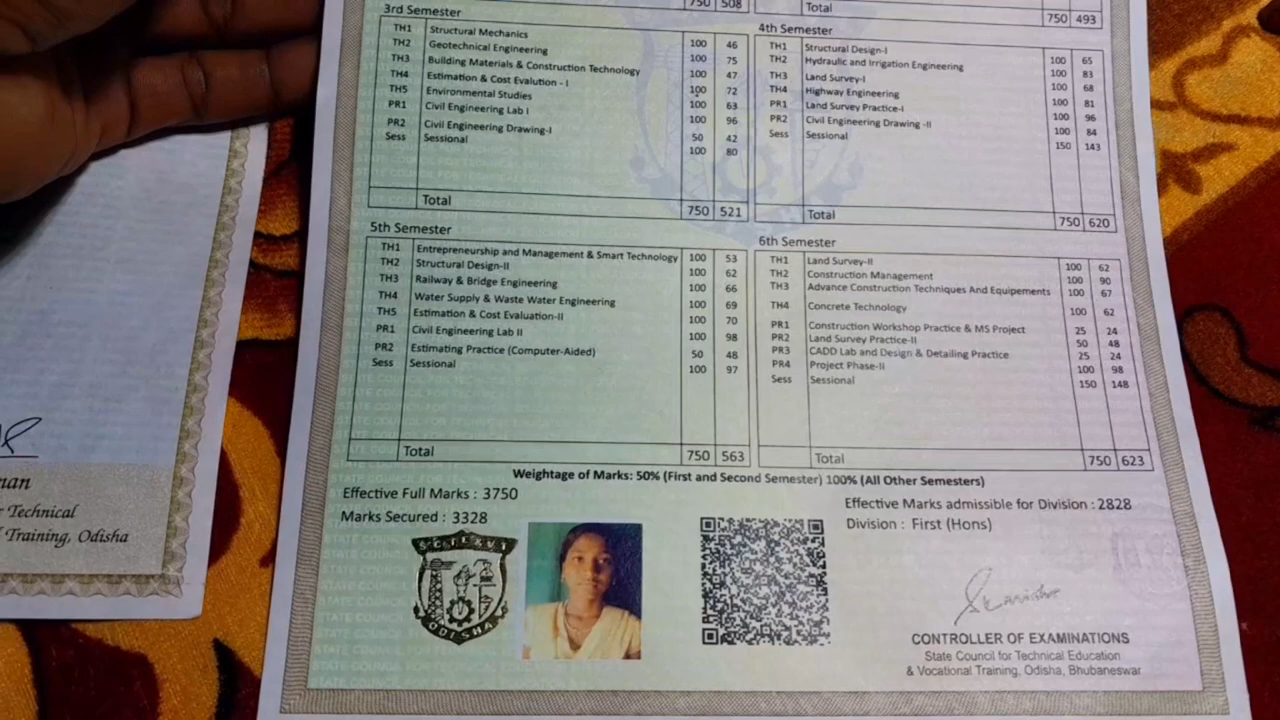 750 508
Total 750 493
3rd Semester
TH1 Structural Mechanics 100 46
TH2 Geotechnical Engineering 100 75
TH3 Building Materials & Construction Technology 100 47
TH4 Estimation & Cost Evalution - I 100 72
TH5 Environmental Studies 100 63
PR1 Civil Engineering Lab I 100 96
PR2 Civil Engineering Drawing-I 50 42
Sess Sessional 100 80
Total 750 521
4th Semester
TH1 Structural Design-I 100 65
TH2 Hydraulic and Irrigation Engineering 100 83
TH3 Land Survey-I 100 68
TH4 Highway Engineering 100 81
PR1 Land Survey Practice-I 100 96
PR2 Civil Engineering Drawing -II 100 84
Sess Sessional 150 143
Total 750 620
5th Semester
TH1 Entrepreneurship and Management & Smart Technology 100 53
TH2 Structural Design-II 100 62
TH3 Railway & Bridge Engineering 100 66
TH4 Water Supply & Waste Water Engineering 100 69
TH5 Estimation & Cost Evaluation-II 100 70
PR1 Civil Engineering Lab II 100 98
PR2 Estimating Practice (Computer-Aided) 50 48
Sess Sessional 100 97
Total 750 563
6th Semester
TH1 Land Survey-II 100 62
TH2 Construction Management 100 90
TH3 Advance Construction Techniques And Equipements 100 67
TH4 Concrete Technology 100 62
PR1 Construction Workshop Practice & MS Project 25 24
PR2 Land Survey Practice-II 50 48
PR3 CADD Lab and Design & Detailing Practice 25 24
PR4 Project Phase-II 100 98
Sess Sessional 150 148
Total 750 623
Weightage of Marks: 50% (First and Second Semester) 100% (All Other Semesters)
Effective Full Marks : 3750
Marks Secured : 3328
Effective Marks admissible for Division : 2828
Division : First (Hons)
ODISHA
CONTROLLER OF EXAMINATIONS
State Council for Technical Education
& Vocational Training, Odisha, Bhubaneswar
Technical
Training, Odisha